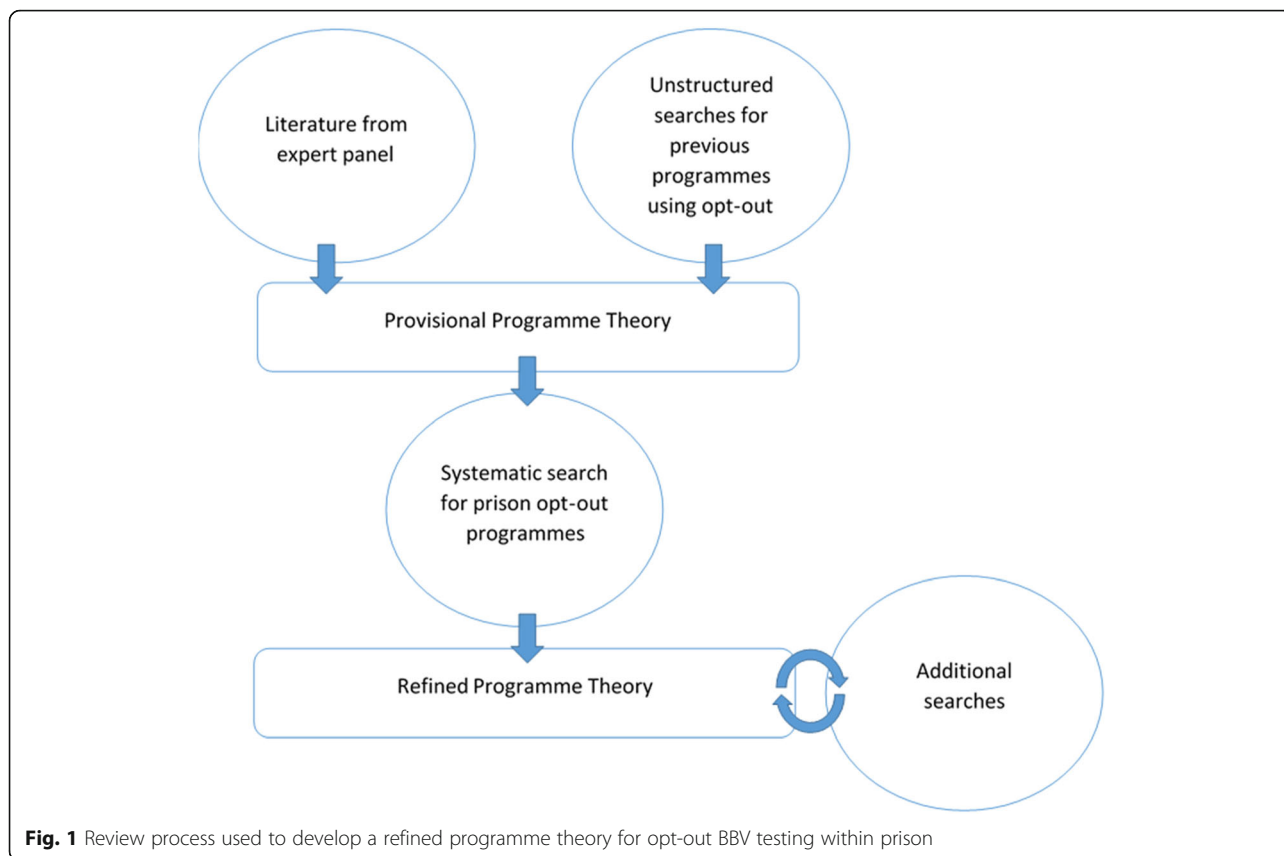 Literature from
expert panel
Unstructured
searches for
previous
programmes
using opt-out
Provisional Programme Theory
Systematic search
for prison opt-out
programmes
Refined Programme Theory
Additional
searches
Fig. 1 Review process used to develop a refined programme theory for opt-out BBV testing within prison